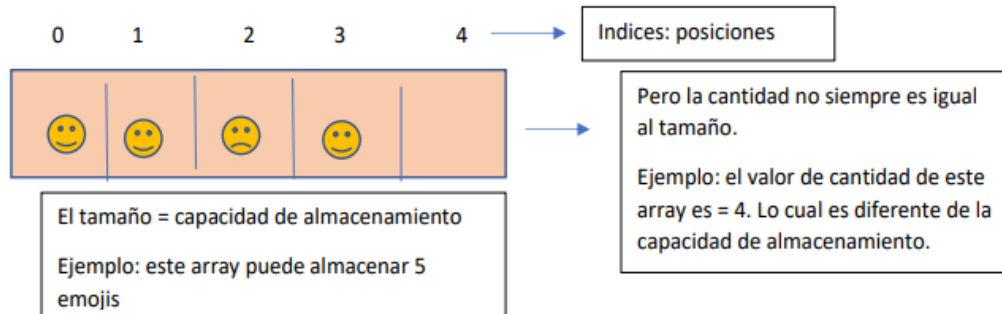 0 1 2 3 4
Indices: posiciones
Pero la cantidad no siempre es igual
al tamaño.
Ejemplo: el valor de cantidad de este
array es = 4. Lo cual es diferente de la
capacidad de almacenamiento.
El tamaño = capacidad de almacenamiento
Ejemplo: este array puede almacenar 5
emojis